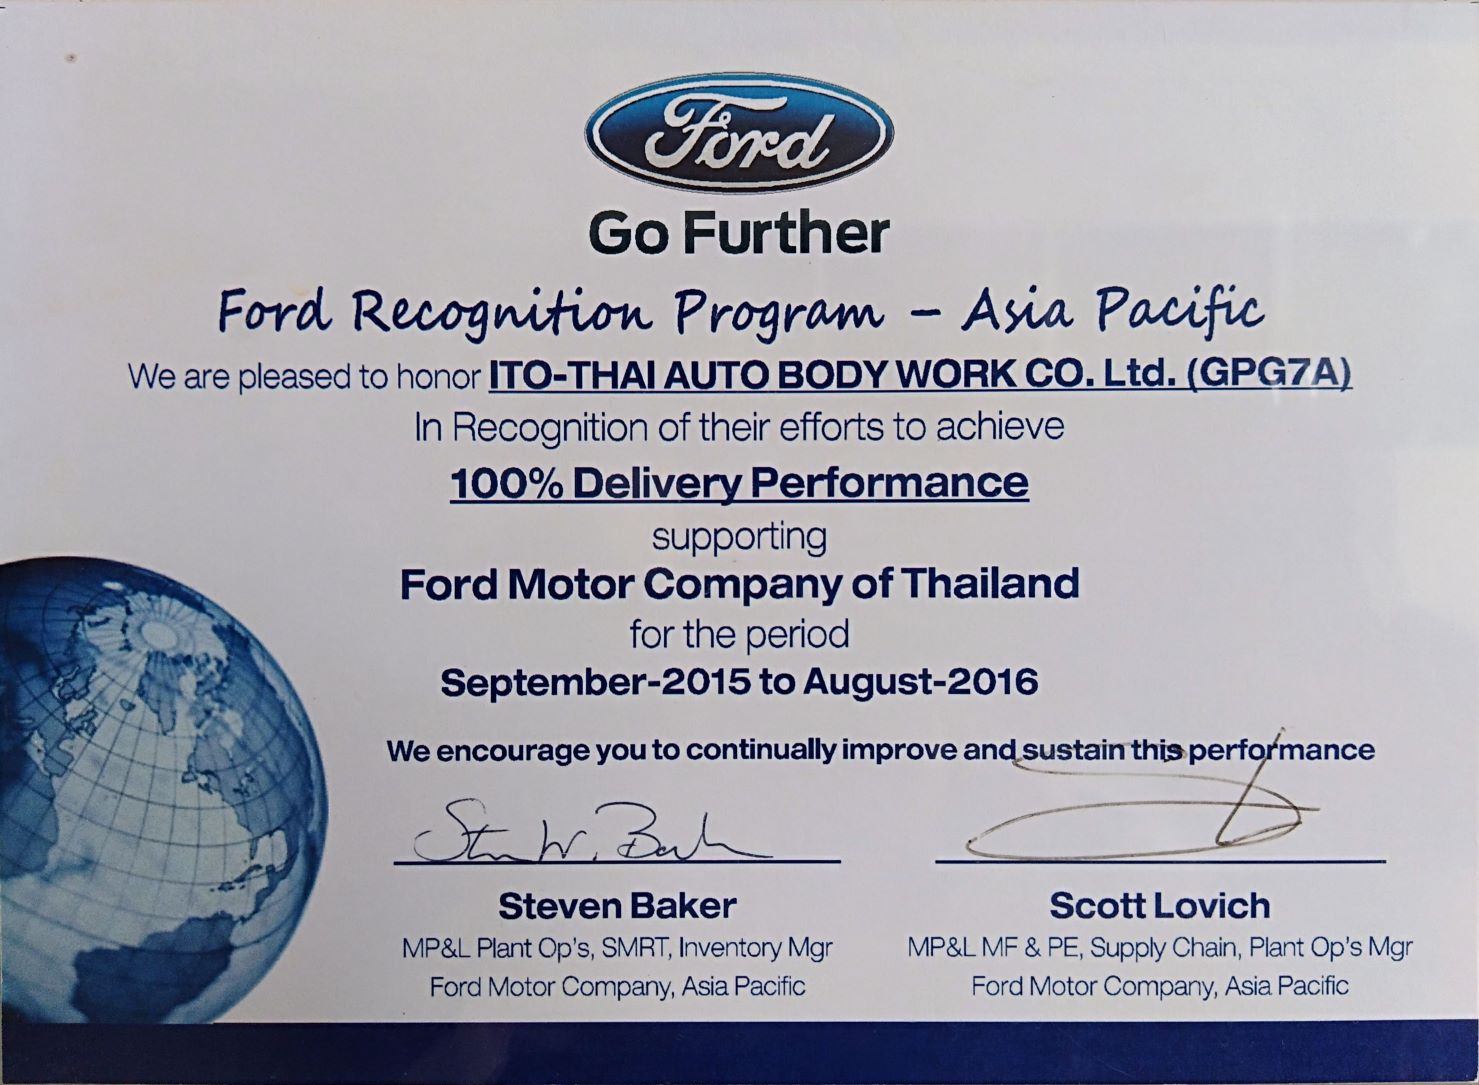 Ford
Go Further
Ford Recognition Program – Asia Pacific
We are pleased to honor ITO-THAI AUTO BODY WORK CO. Ltd. (GPG7A)
In Recognition of their efforts to achieve
100% Delivery Performance
supporting
Ford Motor Company of Thailand
for the period
September-2015 to August-2016
We encourage you to continually improve and sustain this performance
Steven Baker
MP&L Plant Op's, SMRT, Inventory Mgr
Ford Motor Company, Asia Pacific
Scott Lovich
MP&L MF & PE, Supply Chain, Plant Op's Mgr
Ford Motor Company, Asia Pacific